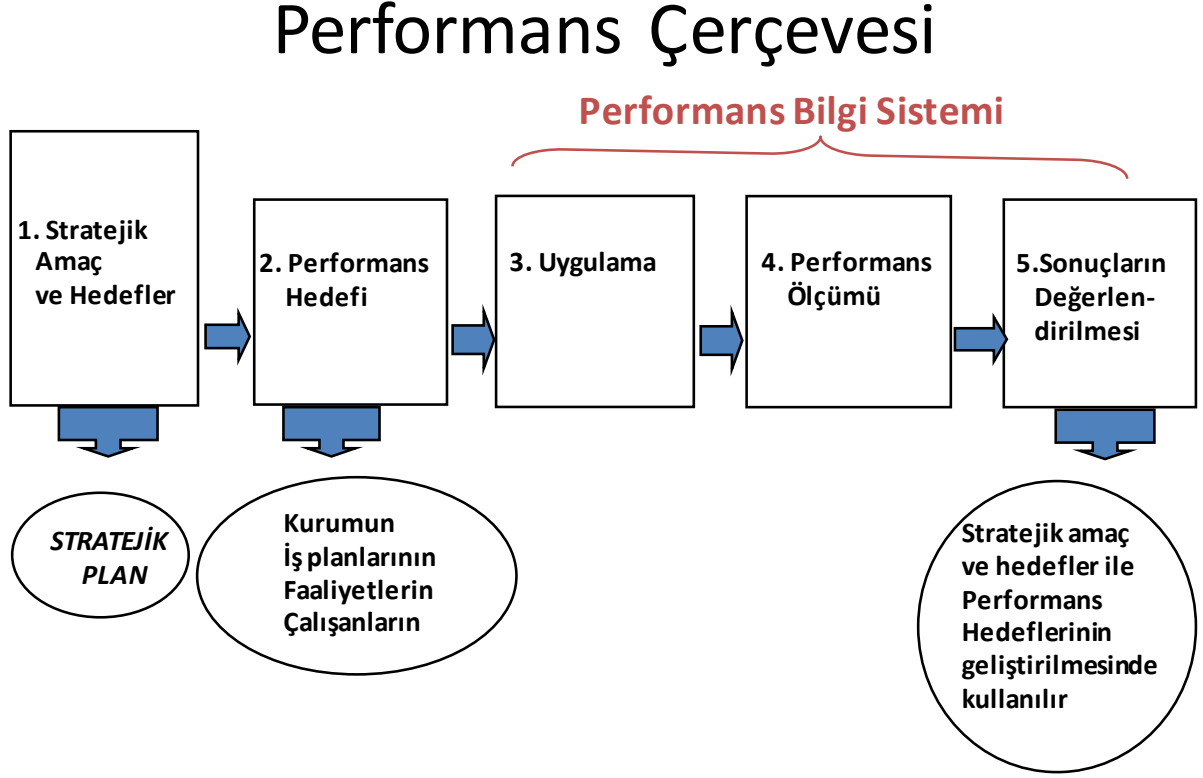 Performans Çerçevesi
Performans Bilgi Sistemi
1. Stratejik
Amaç
ve Hedefler
2. Performans
Hedefi
3. Uygulama
4. Performans
Ölçümü
5.Sonuçların
Değerlen-
dirilmesi
STRATEJİK
PLAN
Kurumun
İş planlarının
Faaliyetlerin
Çalışanların
Stratejik amaç
ve hedefler ile
Performans
Hedeflerinin
geliştirilmesinde
kullanılır